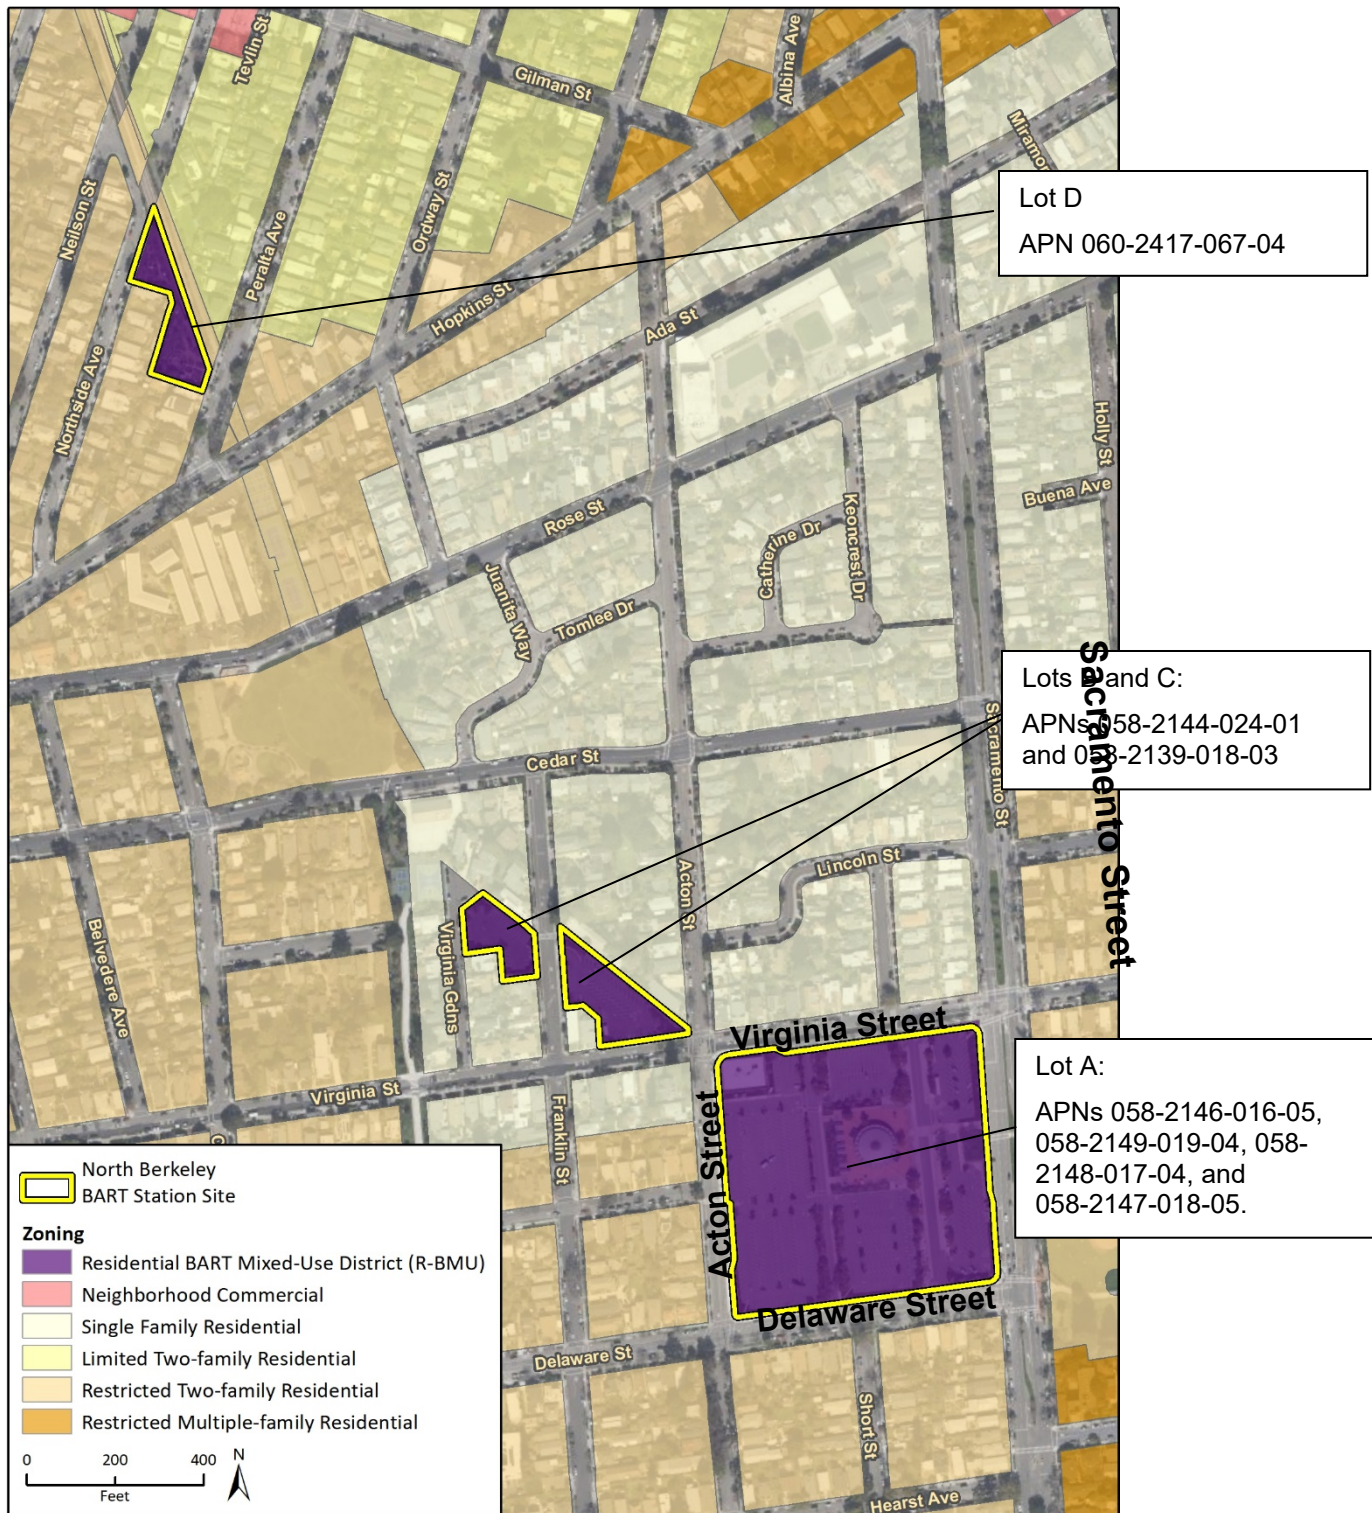 Tevlin St
Gilman St
Albina Ave
Neilson St
Peralta Ave
Ordway St
Hopkins St
Ada St
Northside Ave
Lot D
APN 060-2417-067-04
Holly St
Buena Ave
Rose St
Keoncrest Dr
Catherine Dr
Juanita Way
Tomlee Dr
Sacramento Street
Lots B and C:
APNs 058-2144-024-01
and 058-2139-018-03
Sacramento St
Cedar St
Acton St
Lincoln St
Belvedere Ave
Virginia Gdns
Virginia Street
Virginia St
Franklin St
Acton Street
Lot A:
APNs 058-2146-016-05,
058-2149-019-04, 058-
2148-017-04, and
058-2147-018-05.
Delaware Street
Delaware St
Short St
Hearst Ave
North Berkeley
BART Station Site
Zoning
Residential BART Mixed-Use District (R-BMU)
Neighborhood Commercial
Single Family Residential
Limited Two-family Residential
Restricted Two-family Residential
Restricted Multiple-family Residential
0 200 400
Feet
N